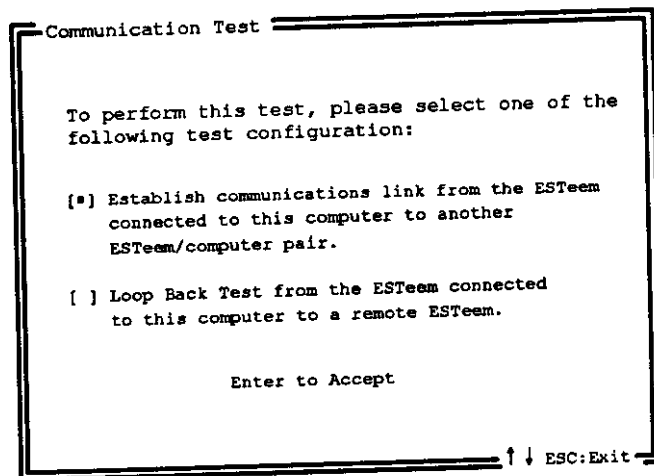 Communication Test
To perform this test, please select one of the
following test configuration:
[▪] Establish communications link from the ESTeem
connected to this computer to another
ESTeem/computer pair.
[ ] Loop Back Test from the ESTeem connected
to this computer to a remote ESTeem.
Enter to Accept
↑ ↓ ESC:Exit